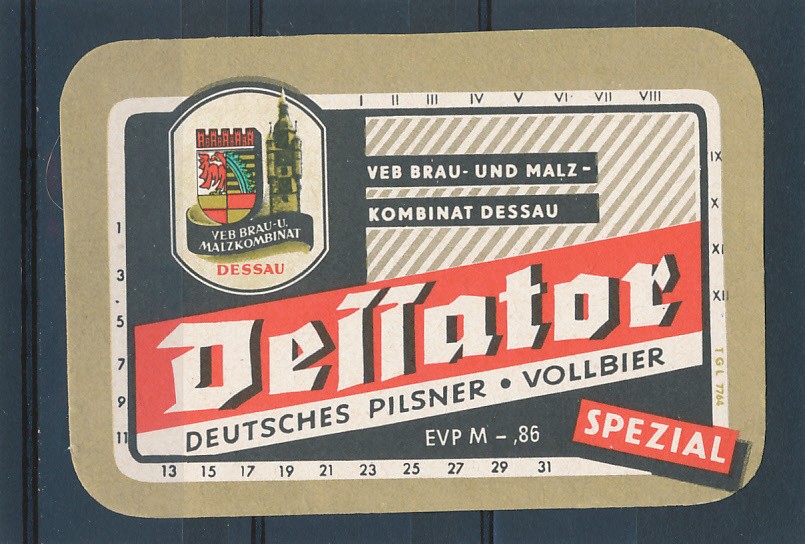 I II III IV V VI VII VIII
IX
X
XI
XII
VEB BRAU- UND MALZ-
KOMBINAT DESSAU
VEB BRAU-U.
MALZKOMBINAT
DESSAU
Deſſator
DEUTSCHES PILSNER • VOLLBIER
EVP M -,86
SPEZIAL
TGL 7764
1
3
5
7
9
11
13 15 17 19 21 23 25 27 29 31